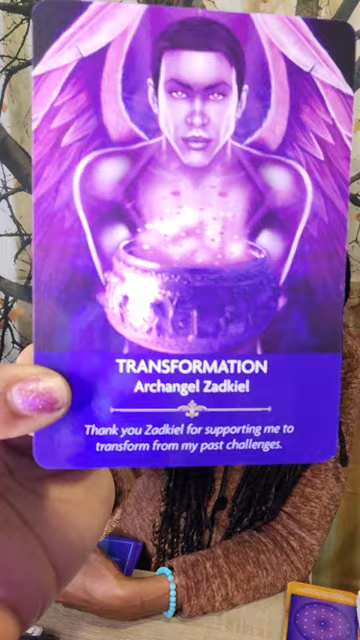 TRANSFORMATION
Archangel Zadkiel
Thank you Zadkiel for supporting me to
transform from my past challenges.